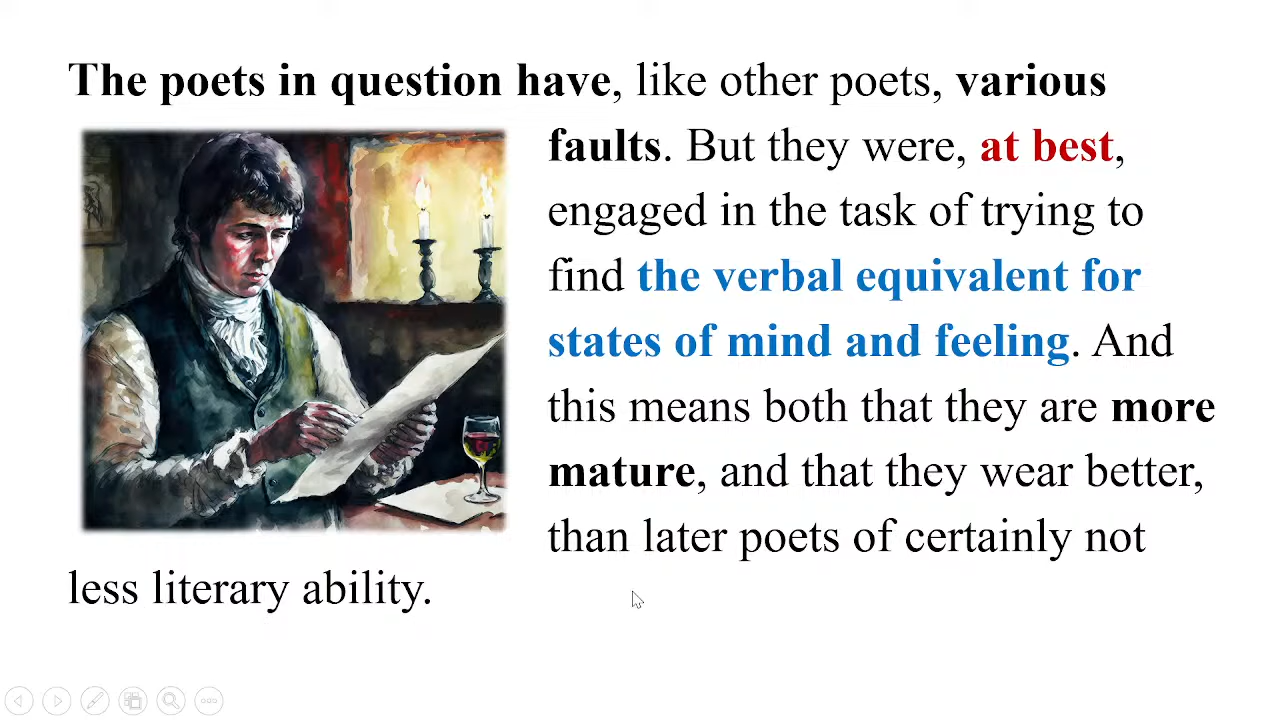 The poets in question have, like other poets, various
faults. But they were, at best,
engaged in the task of trying to
find the verbal equivalent for
states of mind and feeling. And
this means both that they are more
mature, and that they wear better,
than later poets of certainly not
less literary ability.